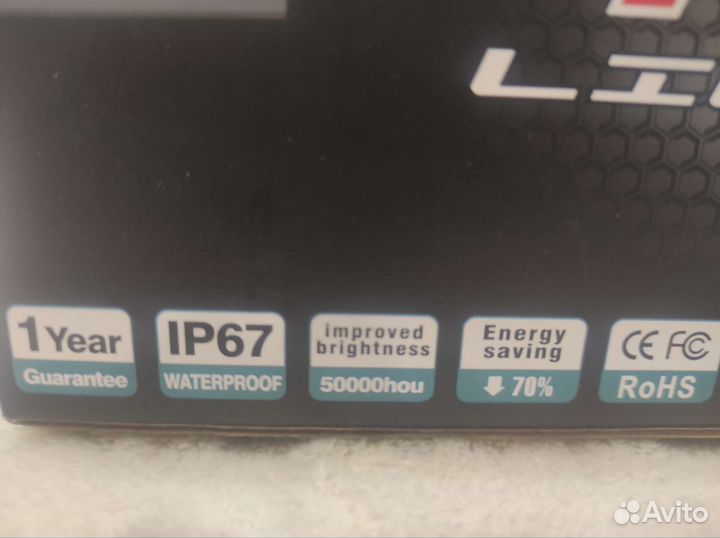 1 Year
Guarantee
IP67
WATERPROOF
improved
brightness
50000hou
Energy
saving
70%
CE FC
RoHS
Avito